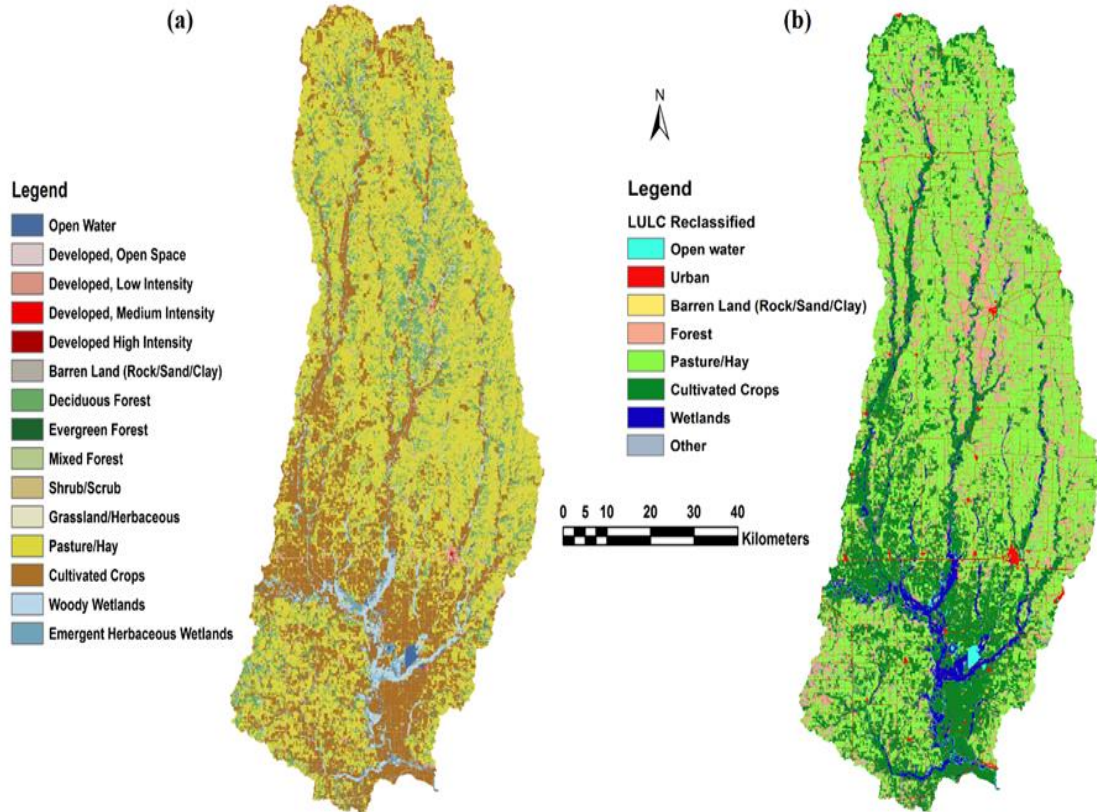 (a)
Legend
Open Water
Developed, Open Space
Developed, Low Intensity
Developed, Medium Intensity
Developed High Intensity
Barren Land (Rock/Sand/Clay)
Deciduous Forest
Evergreen Forest
Mixed Forest
Shrub/Scrub
Grassland/Herbaceous
Pasture/Hay
Cultivated Crops
Woody Wetlands
Emergent Herbaceous Wetlands
(b)
N
Legend
LULC Reclassified
Open water
Urban
Barren Land (Rock/Sand/Clay)
Forest
Pasture/Hay
Cultivated Crops
Wetlands
Other
0 5 10 20 30 40
Kilometers